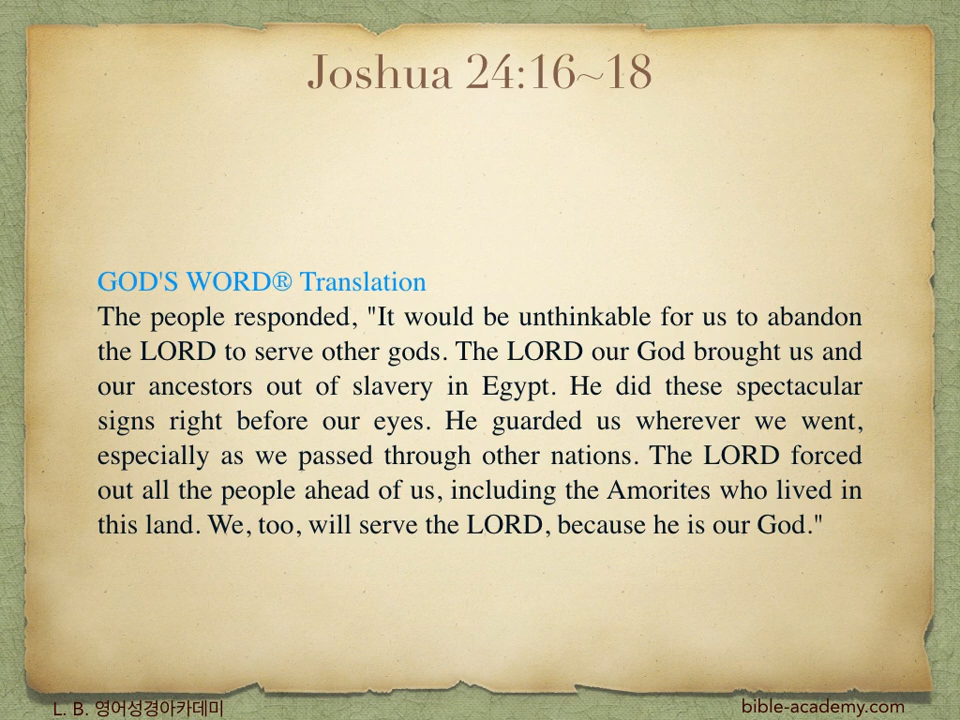 Joshua 24:16~18
GOD'S WORD® Translation
The people responded, "It would be unthinkable for us to abandon
the LORD to serve other gods. The LORD our God brought us and
our ancestors out of slavery in Egypt. He did these spectacular
signs right before our eyes. He guarded us wherever we went,
especially as we passed through other nations. The LORD forced
out all the people ahead of us, including the Amorites who lived in
this land. We, too, will serve the LORD, because he is our God."
L. B. 영어성경아카데미
bible-academy.com